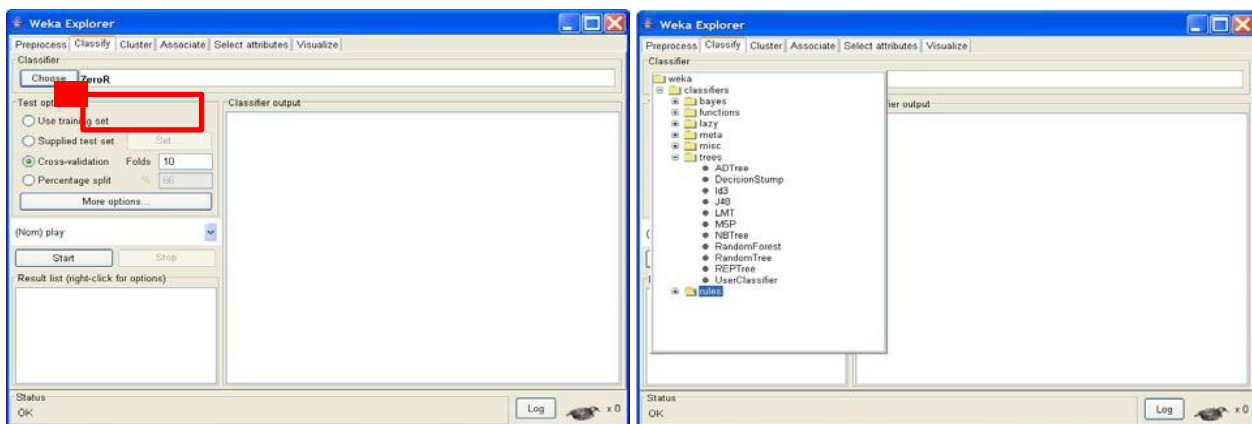 Weka Explorer
Preprocess Classify Cluster Associate Select attributes Visualize
Classifier
Choose ZeroR
Test opt
Classifier output
Use training set
Supplied test set Set...
Cross-validation Folds 10
Percentage split % 66
More options...
(Nom) play
Start Stop
Result list (right-click for options)
Status
OK
Log x 0
Weka Explorer
Preprocess Classify Cluster Associate Select attributes Visualize
Classifier
weka
classifiers
bayes
functions
lazy
meta
misc
trees
ADTree
DecisionStump
Id3
J48
LMT
M5P
NBTree
RandomForest
RandomTree
REPTree
UserClassifier
rules
ier output
Status
OK
Log x 0